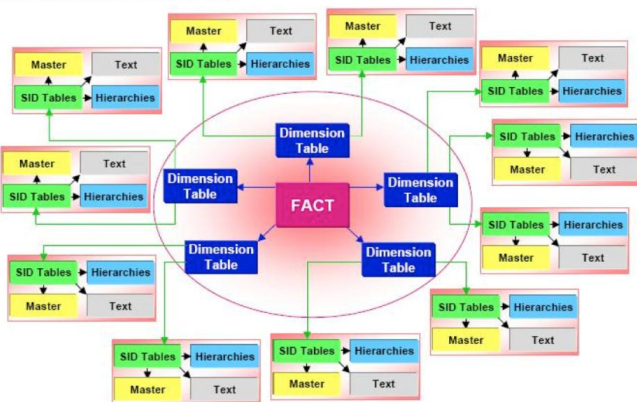 Master
Text
SID Tables
Hierarchies
Master
Text
SID Tables
Hierarchies
Master
Text
SID Tables
Hierarchies
Master
Text
SID Tables
Hierarchies
Master
Text
SID Tables
Hierarchies
SID Tables
Hierarchies
Master
Text
SID Tables
Hierarchies
Master
Text
Dimension
Table
Dimension
Table
FACT
Dimension
Table
Dimension
Table
Dimension
Table
SID Tables
Hierarchies
Master
Text
SID Tables
Hierarchies
Master
Text
SID Tables
Hierarchies
Master
Text
SID Tables
Hierarchies
Master
Text